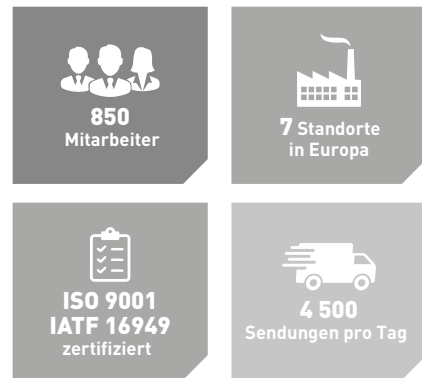 850
Mitarbeiter
7 Standorte
in Europa
ISO 9001
IATF 16949
zertifiziert
4 500
Sendungen pro Tag